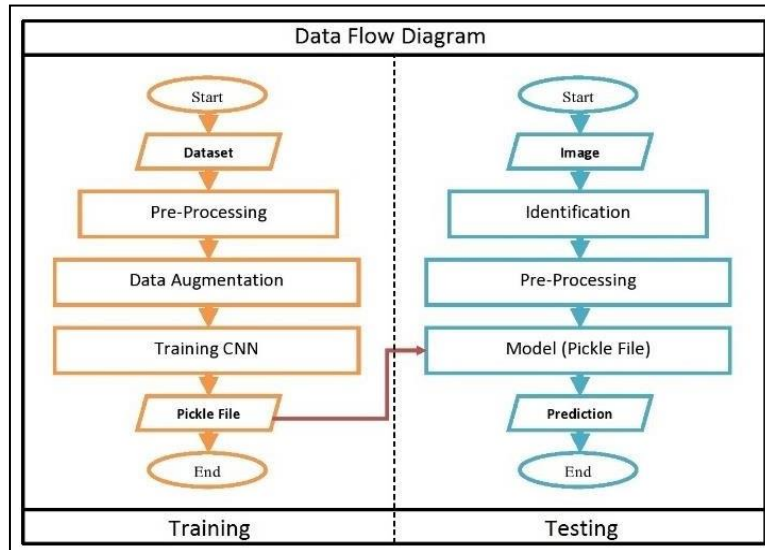 Data Flow Diagram
Start
Dataset
Pre-Processing
Data Augmentation
Training CNN
Pickle File
End
Training
Start
Image
Identification
Pre-Processing
Model (Pickle File)
Prediction
End
Testing